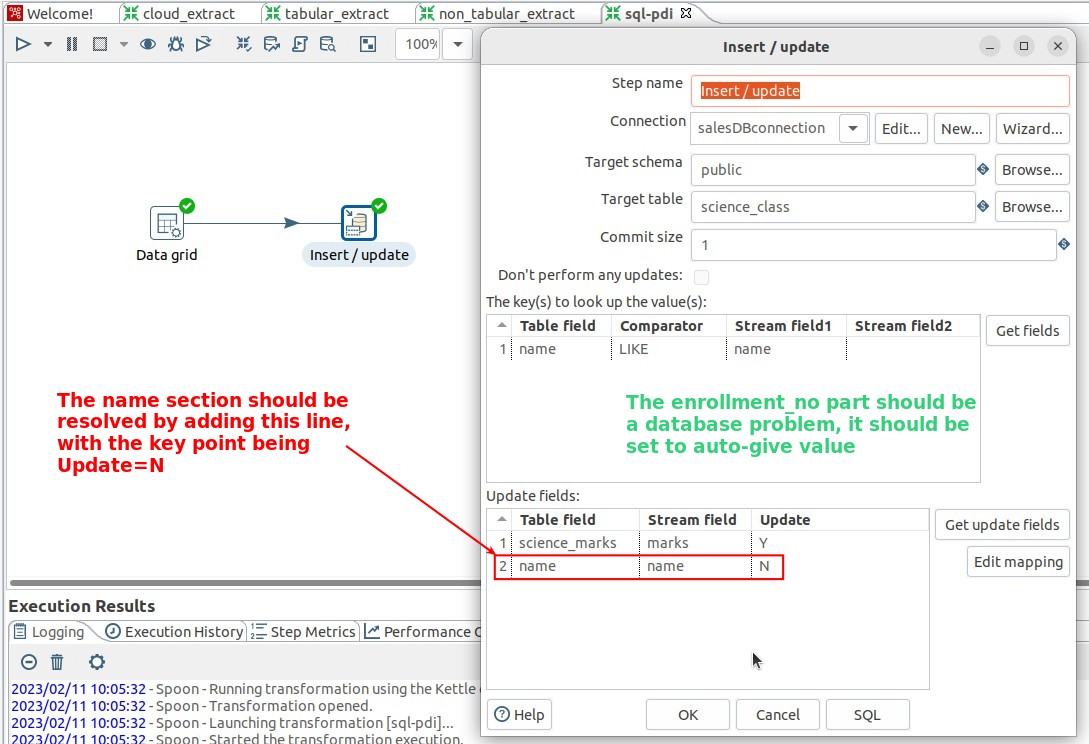 Welcome!
cloud_extract
tabular_extract
non_tabular_extract
sql-pdi
100%
Insert / update
Step name
Insert / update
Connection
salesDBconnection
Edit...
New...
Wizard...
Target schema
public
Browse...
Target table
science_class
Browse...
Commit size
1
Don't perform any updates:
The key(s) to look up the value(s):
Table field Comparator Stream field1 Stream field2
1 name LIKE name
Get fields
Data grid
Insert / update
The name section should be
resolved by adding this line,
with the key point being
Update=N
The enrollment_no part should be
a database problem, it should be
set to auto-give value
Update fields:
Table field Stream field Update
1 science_marks marks Y
2 name name N
Get update fields
Edit mapping
Help
OK
Cancel
SQL
Execution Results
Logging
Execution History
Step Metrics
Performance
2023/02/11 10:05:32 - Spoon - Running transformation using the Kettle
2023/02/11 10:05:32 - Spoon - Transformation opened.
2023/02/11 10:05:32 - Spoon - Launching transformation [sql-pdi]...
2023/02/11 10:05:32 - Spoon - Started the transformation execution.